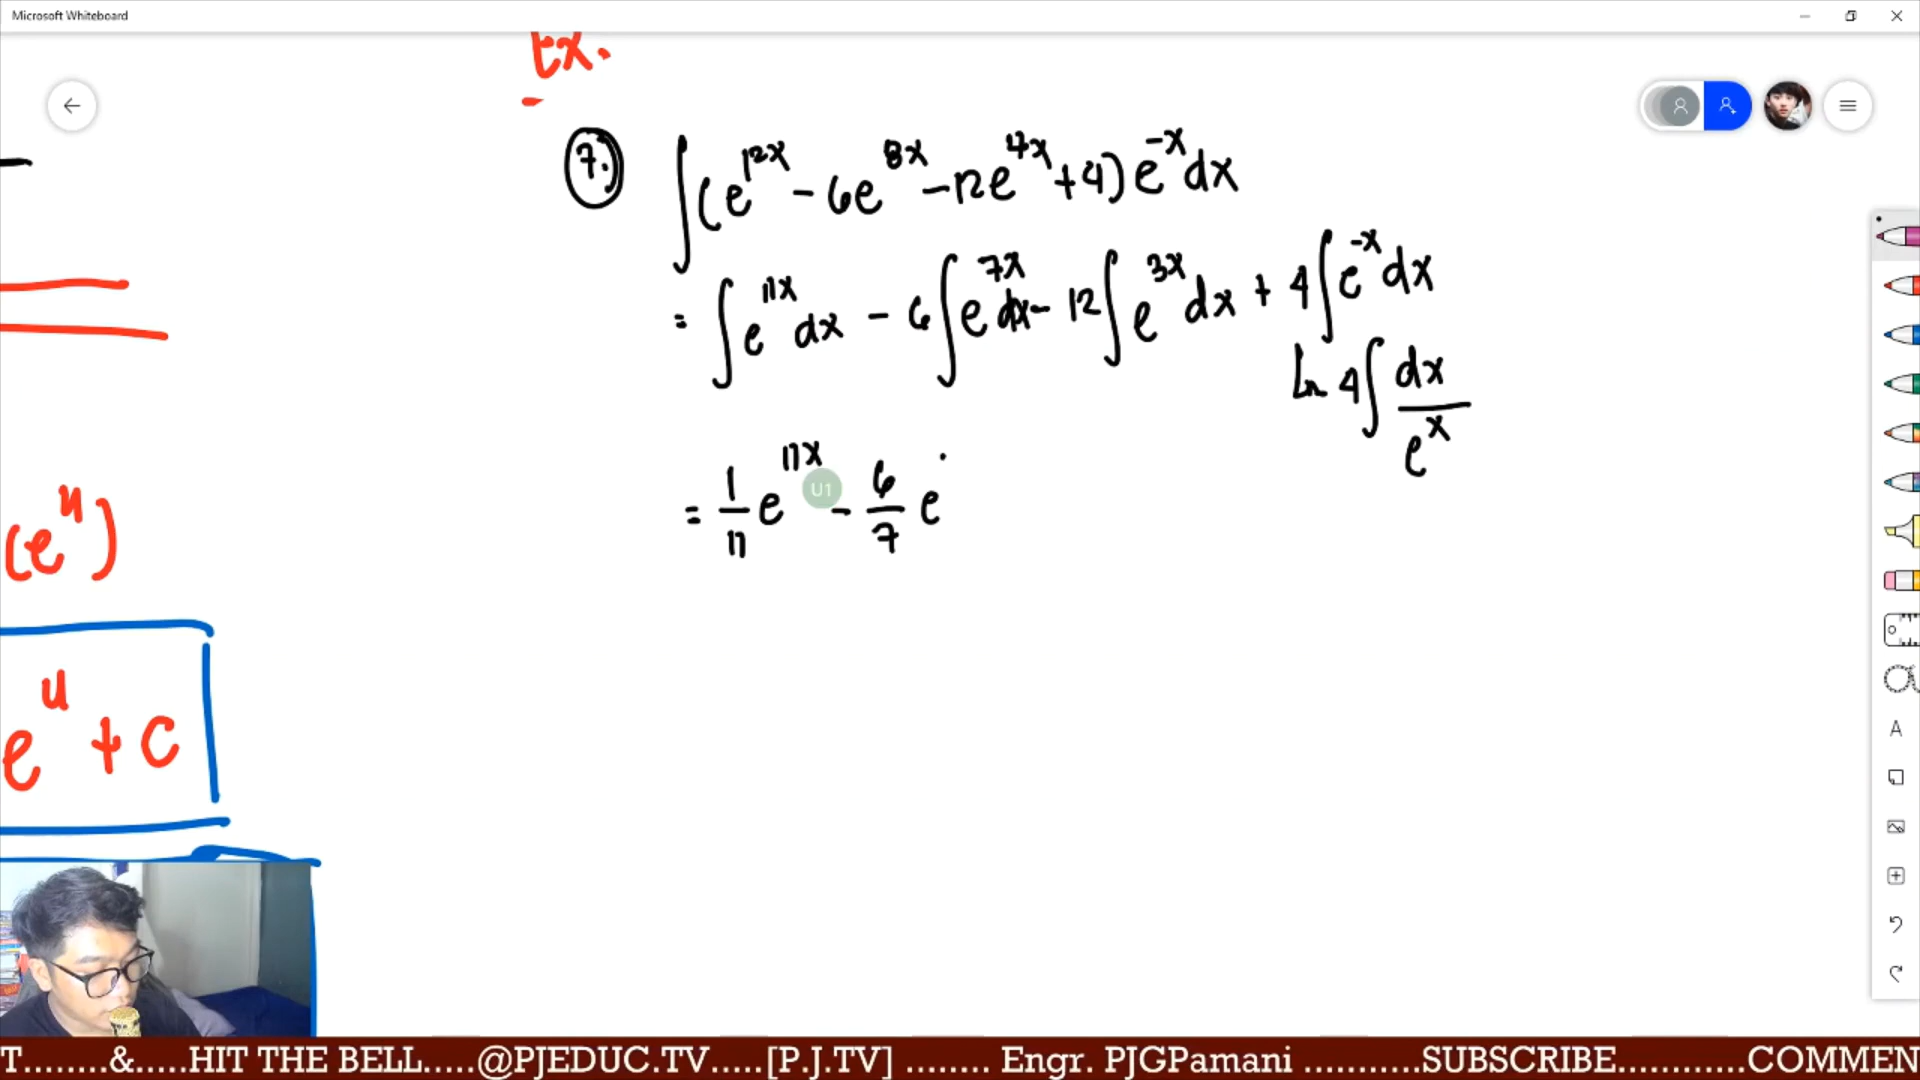 Microsoft Whiteboard
Ex.
7.) ∫(e^{12x} - 6e^{8x} - 12e^{4x} + 4) e^{-x} dx
= ∫ e^{11x} dx - 6 ∫ e^{7x} dx - 12 ∫ e^{3x} dx + 4 ∫ e^{-x} dx
4 ∫ dx/e^x
= 1/11 e^{11x} - 6/7 e
U1
(e^u)
e^u + C
A
T........&.....HIT THE BELL.....@PJEDUC.TV.....[P.J.TV] ........ Engr. PJGPamani ...........SUBSCRIBE............COMMEN